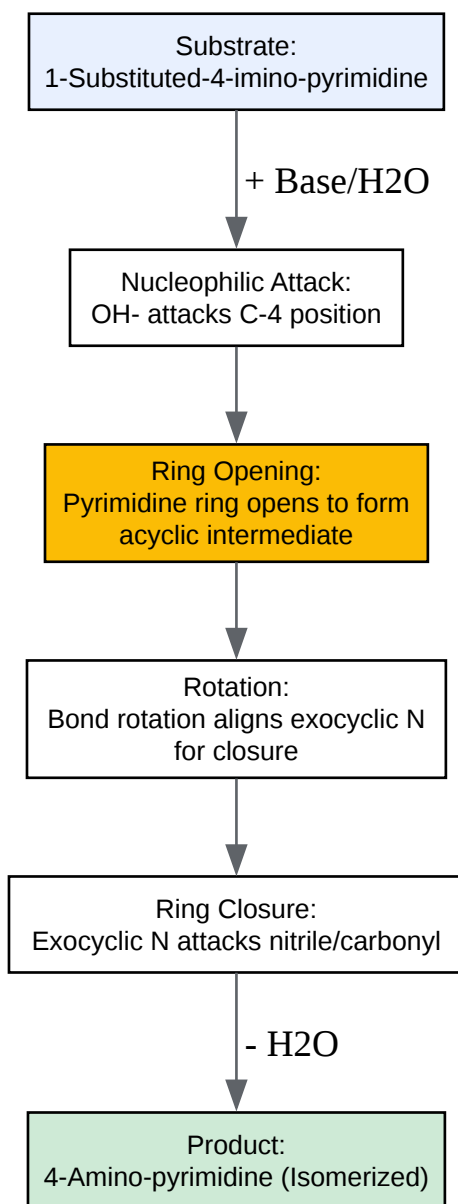 Substrate:
1-Substituted-4-imino-pyrimidine
+ Base/H2O
Nucleophilic Attack:
OH- attacks C-4 position
Ring Opening:
Pyrimidine ring opens to form
acyclic intermediate
Rotation:
Bond rotation aligns exocyclic N
for closure
Ring Closure:
Exocyclic N attacks nitrile/carbonyl
- H2O
Product:
4-Amino-pyrimidine (Isomerized)